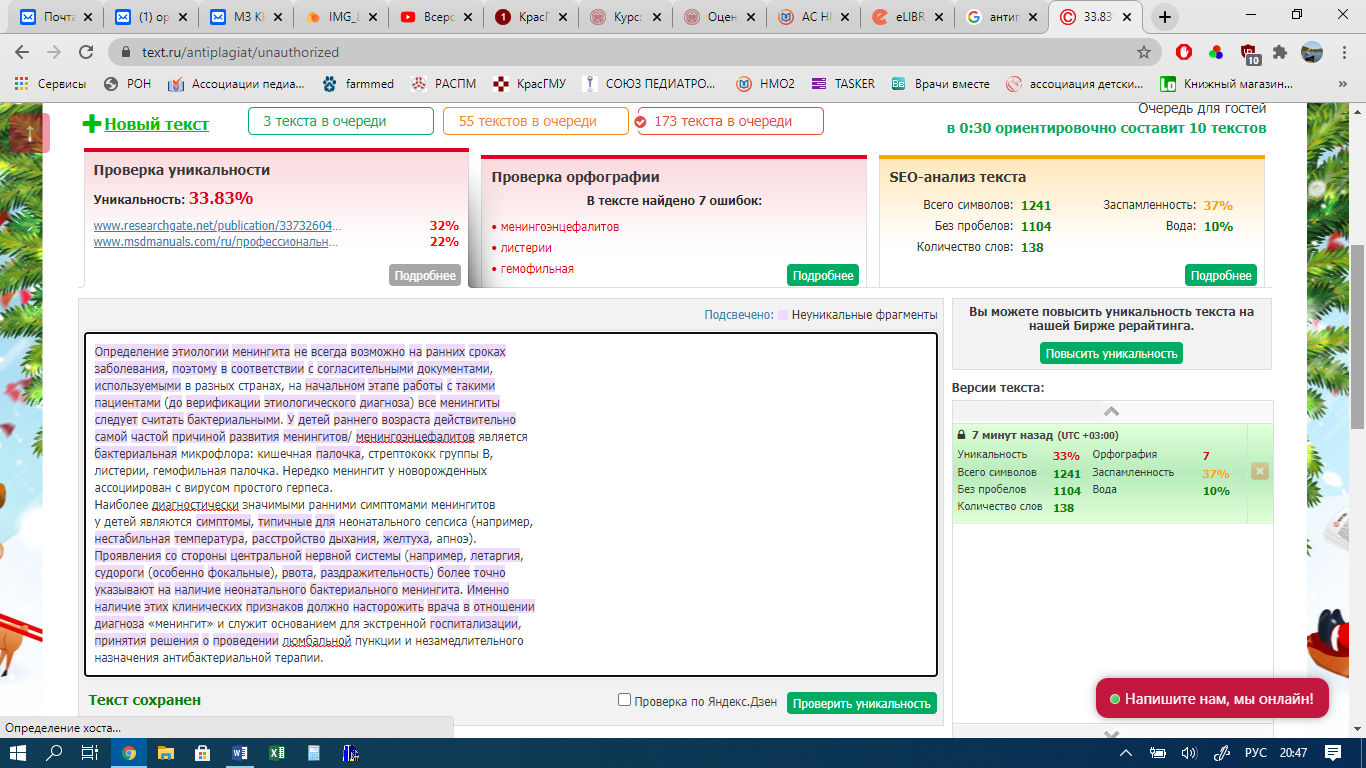 Почта
(1) ор
МЗ КК
IMG_8
Всерс
КрасГ
Курс:
Оцен
АС НМ
eLIBR
антип
33.83%
text.ru/antiplagiat/unauthorized
10
Сервисы
РОН
Ассоциации педиа...
farmmed
РАСПМ
КрасГМУ
СОЮЗ ПЕДИАТРО...
НМО2
TASKER
Врачи вместе
ассоциация детски...
Книжный магазин...
»
Новый текст
3 текста в очереди
55 текстов в очереди
173 текста в очереди
Очередь для гостей
в 0:30 ориентировочно составит 10 текстов
Проверка уникальности
Уникальность: 33.83%
www.researchgate.net/publication/33732604... 32%
www.msdmanuals.com/ru/профессиональн... 22%
Подробнее
Проверка орфографии
В тексте найдено 7 ошибок:
• менингоэнцефалитов
• листерии
• гемофильная
Подробнее
SEO-анализ текста
Всего символов: 1241 Заспамленность: 37%
Без пробелов: 1104 Вода: 10%
Количество слов: 138
Подробнее
Подсвечено: Неуникальные фрагменты
Определение этиологии менингита не всегда возможно на ранних сроках
заболевания, поэтому в соответствии с согласительными документами,
используемыми в разных странах, на начальном этапе работы с такими
пациентами (до верификации этиологического диагноза) все менингиты
следует считать бактериальными. У детей раннего возраста действительно
самой частой причиной развития менингитов/ менингоэнцефалитов является
бактериальная микрофлора: кишечная палочка, стрептококк группы В,
листерии, гемофильная палочка. Нередко менингит у новорожденных
ассоциирован с вирусом простого герпеса.
Наиболее диагностически значимыми ранними симптомами менингитов
у детей являются симптомы, типичные для неонатального сепсиса (например,
нестабильная температура, расстройство дыхания, желтуха, апноэ).
Проявления со стороны центральной нервной системы (например, летаргия,
судороги (особенно фокальные), рвота, раздражительность) более точно
указывают на наличие неонатального бактериального менингита. Именно
наличие этих клинических признаков должно насторожить врача в отношении
диагноза «менингит» и служит основанием для экстренной госпитализации,
принятия решения о проведении люмбальной пункции и незамедлительного
назначения антибактериальной терапии.
Текст сохранен
Проверка по Яндекс.Дзен
Проверить уникальность
Вы можете повысить уникальность текста на
нашей Бирже рерайтинга.
Повысить уникальность
Версии текста:
7 минут назад (UTC +03:00)
Уникальность 33% Орфография 7
Всего символов 1241 Заспамленность 37%
Без пробелов 1104 Вода 10%
Количество слов 138
Напишите нам, мы онлайн!
Определение хоста...
РУС
20:47